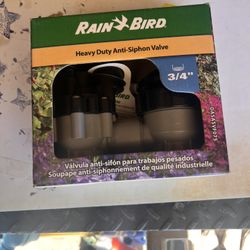 RAIN BIRD
Heavy Duty Anti-Siphon Valve
3/4"
Válvula anti-sifón para trabajos pesados
Soupape anti-siphonnement de qualité industrielle